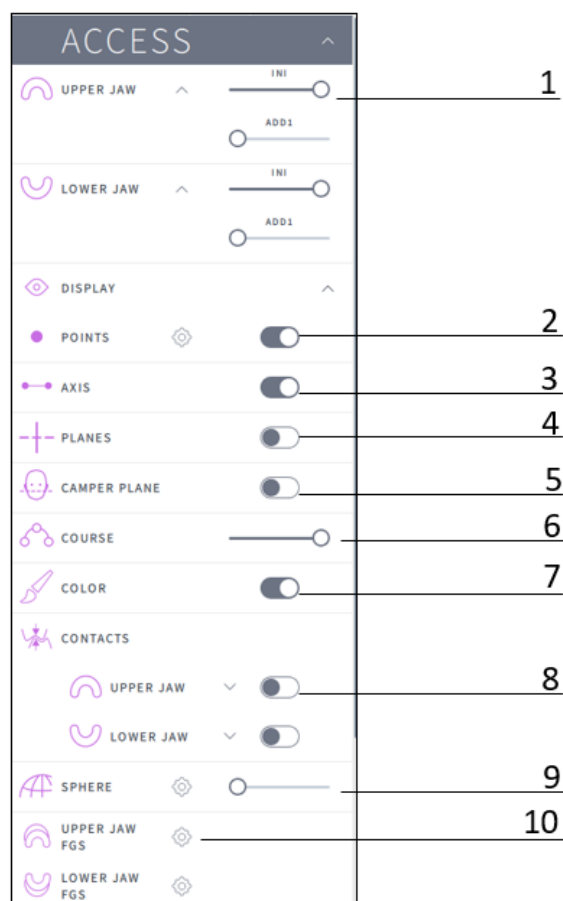 ACCESS
INI
UPPER JAW
1
ADD1
INI
LOWER JAW
ADD1
DISPLAY
POINTS
2
AXIS
3
PLANES
4
CAMPER PLANE
5
COURSE
6
COLOR
7
CONTACTS
UPPER JAW
8
LOWER JAW
SPHERE
9
UPPER JAW
FGS
10
LOWER JAW
FGS